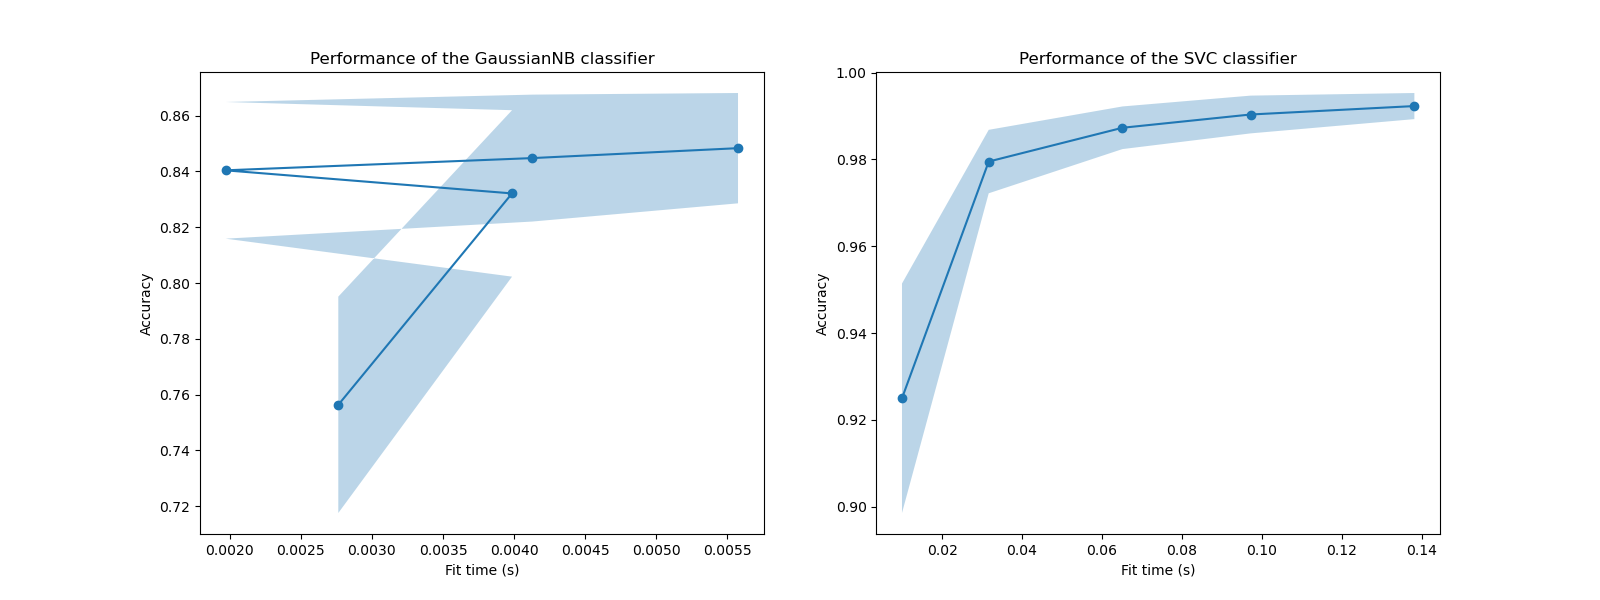 Performance of the GaussianNB classifier
0.86
0.84
0.82
0.80
0.78
0.76
0.74
0.72
Accuracy
0.0020 0.0025 0.0030 0.0035 0.0040 0.0045 0.0050 0.0055
Fit time (s)
Performance of the SVC classifier
1.00
0.98
0.96
0.94
0.92
0.90
Accuracy
0.02 0.04 0.06 0.08 0.10 0.12 0.14
Fit time (s)